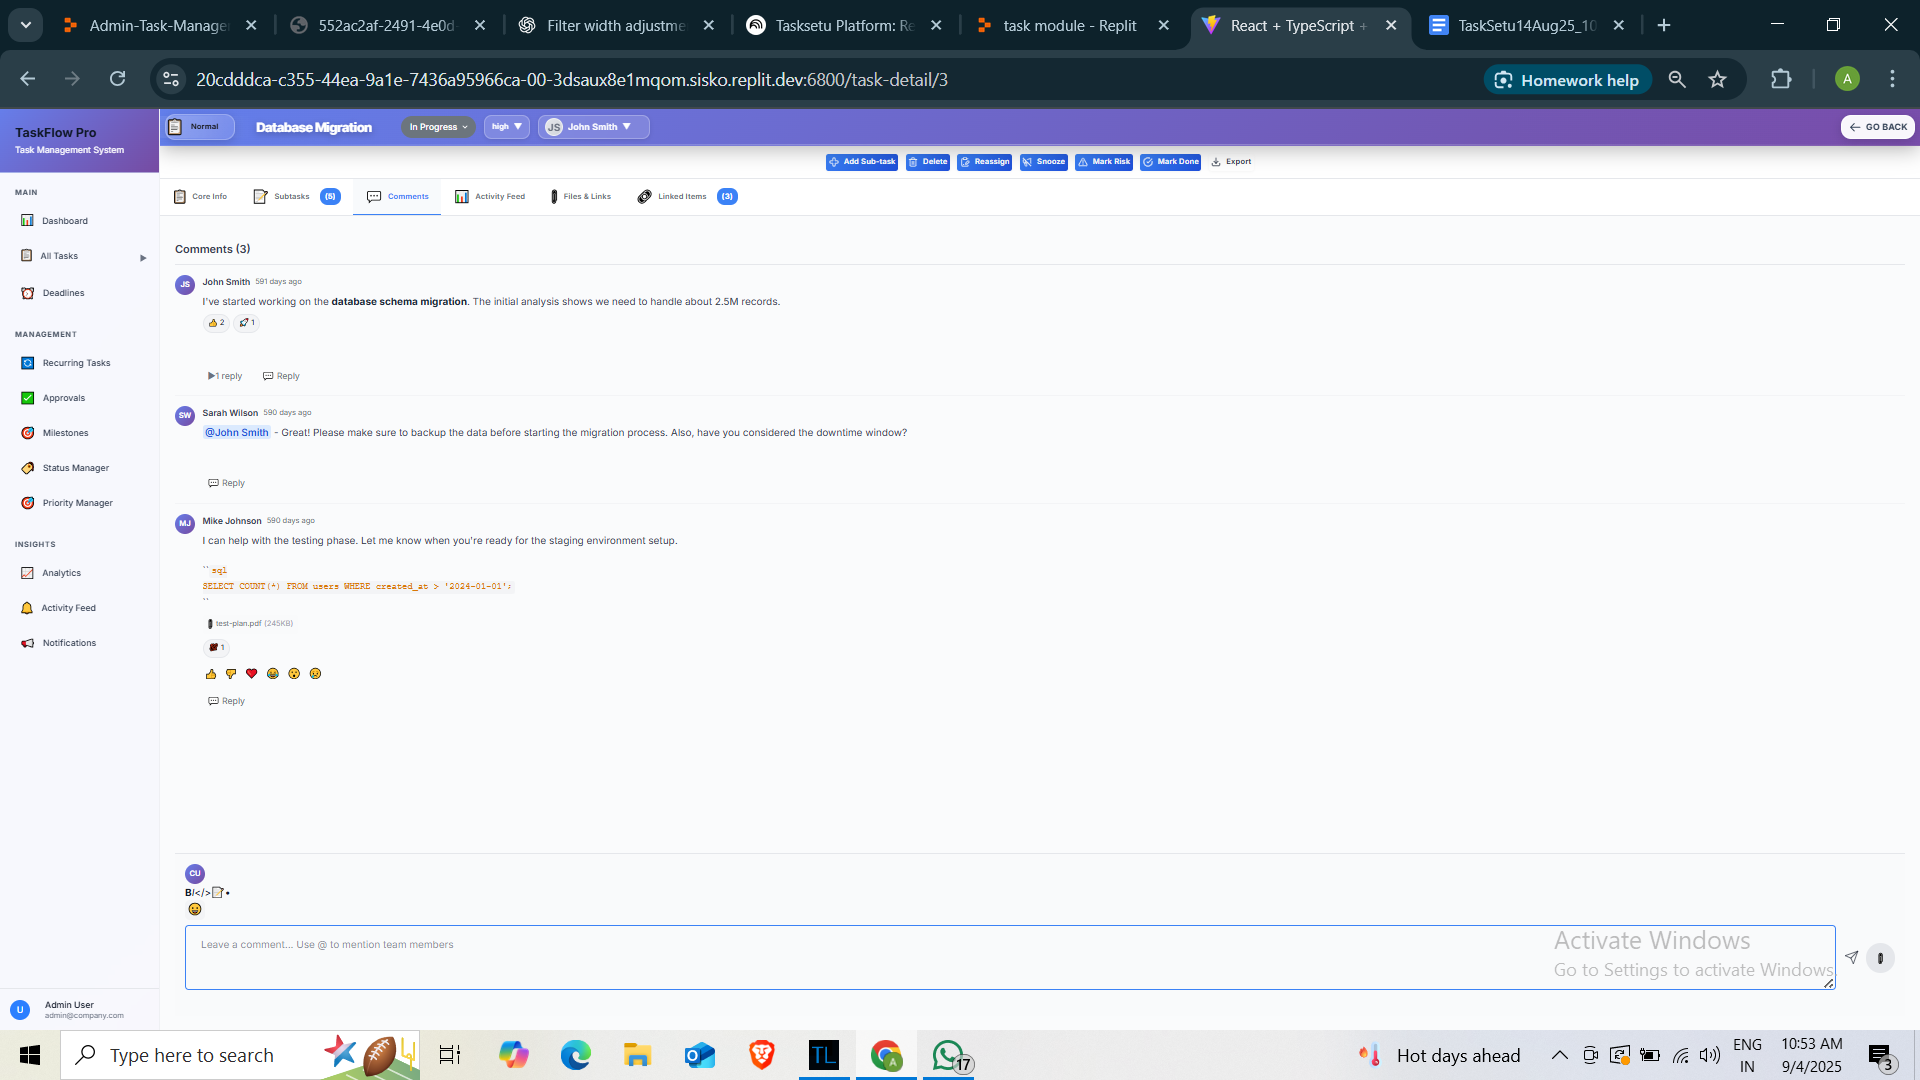 Admin-Task-Manage
552ac2af-2491-4e0d-
Filter width adjustme
Tasksetu Platform: Re
task module - Replit
React + TypeScript +
TaskSetu14Aug25_10
20cdddca-c355-44ea-9a1e-7436a95966ca-00-3dsaux8e1mqom.sisko.replit.dev:6800/task-detail/3
Homework help
A
TaskFlow Pro
Task Management System
Normal
Database Migration
In Progress
high ▼
JS John Smith ▼
GO BACK
Add Sub-task
Delete
Reassign
Snooze
Mark Risk
Mark Done
Export
MAIN
Dashboard
All Tasks
Deadlines
MANAGEMENT
Recurring Tasks
Approvals
Milestones
Status Manager
Priority Manager
INSIGHTS
Analytics
Activity Feed
Notifications
U
Admin User
admin@company.com
Core Info
Subtasks (5)
Comments
Activity Feed
Files & Links
Linked Items (3)
Comments (3)
JS
John Smith 591 days ago
I've started working on the database schema migration. The initial analysis shows we need to handle about 2.5M records.
👍 2 🚀 1
▶1 reply 💬 Reply
SW
Sarah Wilson 590 days ago
@John Smith - Great! Please make sure to backup the data before starting the migration process. Also, have you considered the downtime window?
💬 Reply
MJ
Mike Johnson 590 days ago
I can help with the testing phase. Let me know when you're ready for the staging environment setup.
``sql
SELECT COUNT(*) FROM users WHERE created_at > '2024-01-01';
``
test-plan.pdf (245KB)
1
👍 👎 ❤️ 😂 😮 😢
💬 Reply
CU
BI</>📝•
😀
Leave a comment... Use @ to mention team members
Activate Windows
Go to Settings to activate Windows.
Type here to search
TL
17
Hot days ahead
ENG
IN
10:53 AM
9/4/2025
3